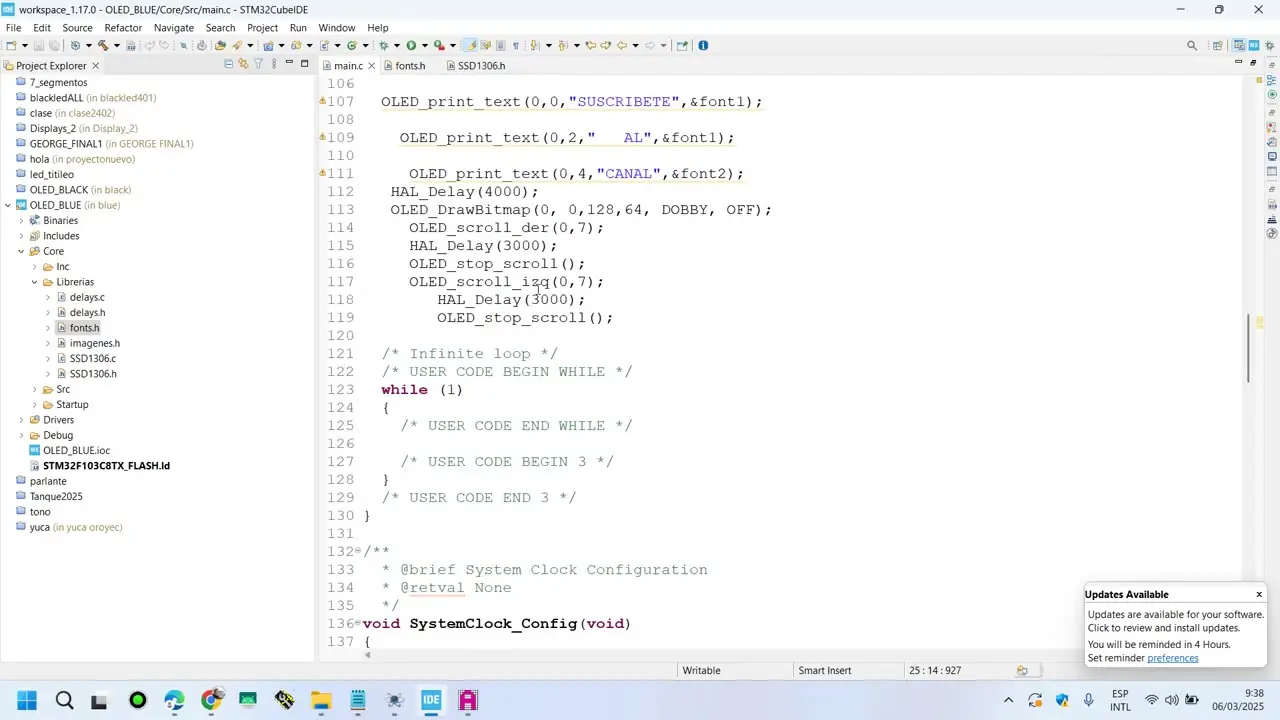 workspace_1.17.0 - OLED_BLUE/Core/Src/main.c - STM32CubeIDE
File Edit Source Refactor Navigate Search Project Run Window Help
Project Explorer
main.c
fonts.h
SSD1306.h
7_segmentos
blackledALL (in blackled401)
clase (in clase2402)
Displays_2 (in Display_2)
GEORGE_FINAL1 (in GEORGE FINAL1)
hola (in proyectonuevo)
led_titileo
OLED_BLACK (in black)
OLED_BLUE (in blue)
Binaries
Includes
Core
Inc
Librerias
delays.c
delays.h
fonts.h
imagenes.h
SSD1306.c
SSD1306.h
Src
Startup
Drivers
Debug
OLED_BLUE.ioc
STM32F103C8TX_FLASH.ld
parlante
Tanque2025
tono
yuca (in yuca oroyec)
106
107 OLED_print_text(0,0,"SUSCRIBETE",&font1);
108
109 OLED_print_text(0,2,"   AL",&font1);
110
111 OLED_print_text(0,4,"CANAL",&font2);
112 HAL_Delay(4000);
113 OLED_DrawBitmap(0, 0,128,64, DOBBY, OFF);
114 OLED_scroll_der(0,7);
115 HAL_Delay(3000);
116 OLED_stop_scroll();
117 OLED_scroll_izq(0,7);
118 HAL_Delay(3000);
119 OLED_stop_scroll();
120
121 /* Infinite loop */
122 /* USER CODE BEGIN WHILE */
123 while (1)
124 {
125 /* USER CODE END WHILE */
126
127 /* USER CODE BEGIN 3 */
128 }
129 /* USER CODE END 3 */
130 }
131
132 /**
133 * @brief System Clock Configuration
134 * @retval None
135 */
136 void SystemClock_Config(void)
137 {
Updates Available
Updates are available for your software.
Click to review and install updates.
You will be reminded in 4 Hours.
Set reminder preferences
Writable
Smart Insert
25 : 14 : 927
IDE
ESP
INTL
9:38
06/03/2025